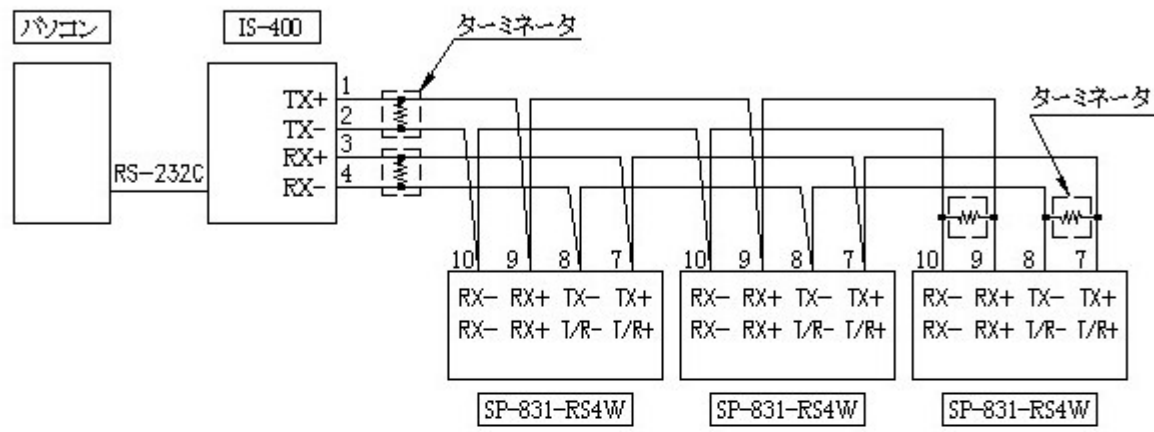 パソコン
IS-400
ターミネータ
ターミネータ
RS-232C
TX+ 1
TX- 2
RX+ 3
RX- 4
10 9 8 7
10 9 8 7
10 9 8 7
RX- RX+ TX- TX+
RX- RX+ TX- TX+
RX- RX+ TX- TX+
RX- RX+ T/R- T/R+
RX- RX+ T/R- T/R+
RX- RX+ T/R- T/R+
SP-831-RS4W
SP-831-RS4W
SP-831-RS4W